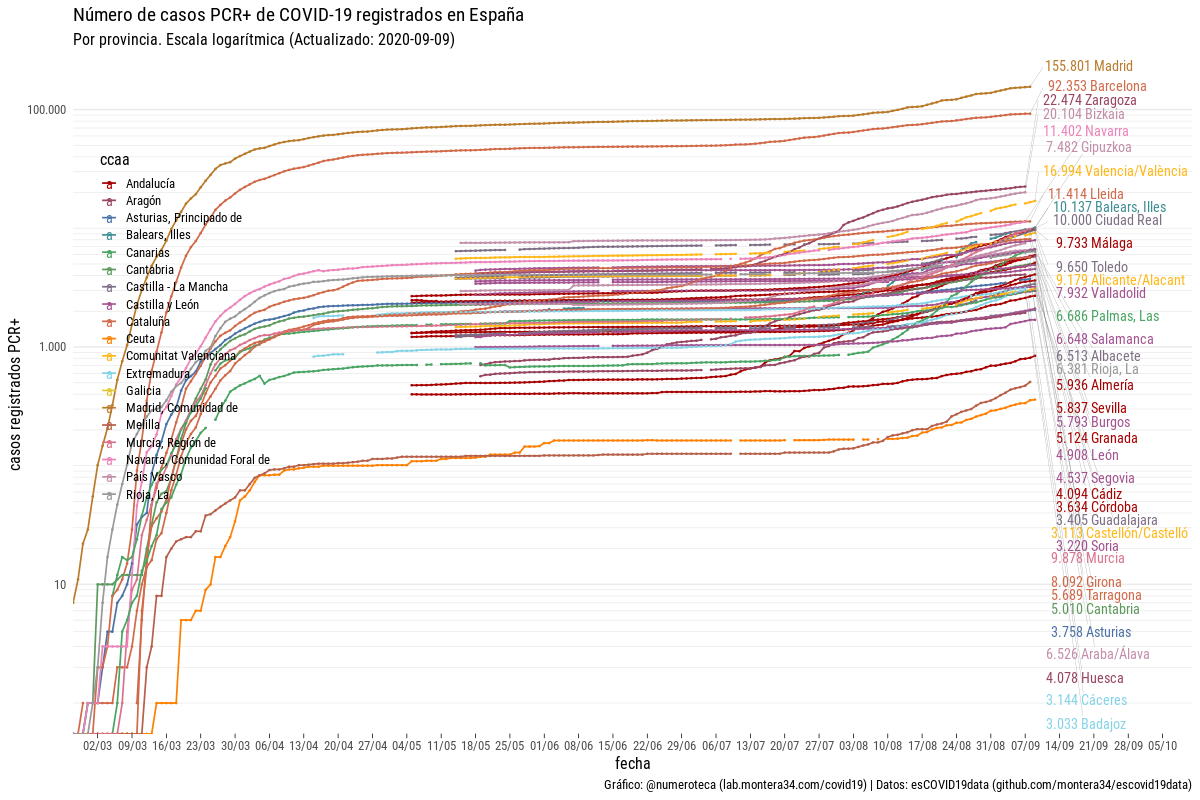 Número de casos PCR+ de COVID-19 registrados en España
Por provincia. Escala logarítmica (Actualizado: 2020-09-09)
155.801 Madrid
92.353 Barcelona
22.474 Zaragoza
20.104 Bizkaia
11.402 Navarra
7.482 Gipuzkoa
16.994 Valencia/València
11.414 Lleida
10.137 Balears, Illes
10.000 Ciudad Real
9.733 Málaga
9.650 Toledo
9.179 Alicante/Alacant
7.932 Valladolid
6.686 Palmas, Las
6.648 Salamanca
6.513 Albacete
6.381 Rioja, La
5.936 Almería
5.837 Sevilla
5.793 Burgos
5.124 Granada
4.908 León
4.537 Segovia
4.094 Cádiz
3.634 Córdoba
3.405 Guadalajara
3.113 Castellón/Castelló
3.220 Soria
9.878 Murcia
8.092 Girona
5.689 Tarragona
5.010 Cantabria
3.758 Asturias
6.526 Araba/Álava
4.078 Huesca
3.144 Cáceres
3.033 Badajoz
100.000
1.000
10
casos registrados PCR+
ccaa
Andalucía
Aragón
Asturias, Principado de
Balears, Illes
Canarias
Cantabria
Castilla - La Mancha
Castilla y León
Cataluña
Ceuta
Comunitat Valenciana
Extremadura
Galicia
Madrid, Comunidad de
Melilla
Murcia, Región de
Navarra, Comunidad Foral de
País Vasco
Rioja, La
02/03 09/03 16/03 23/03 30/03 06/04 13/04 20/04 27/04 04/05 11/05 18/05 25/05 01/06 08/06 15/06 22/06 29/06 06/07 13/07 20/07 27/07 03/08 10/08 17/08 24/08 31/08 07/09 14/09 21/09 28/09 05/10
fecha
Gráfico: @numeroteca (lab.montera34.com/covid19) | Datos: esCOVID19data (github.com/montera34/escovid19data)